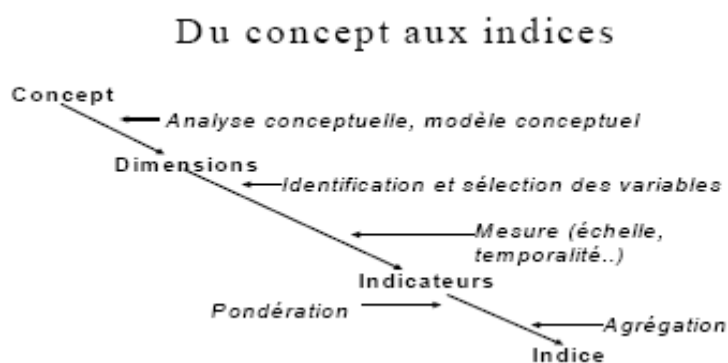 Du concept aux indices
Concept
Analyse conceptuelle, modèle conceptuel
Dimensions
Identification et sélection des variables
Mesure (échelle,
temporalité..)
Indicateurs
Pondération
Agrégation
Indice